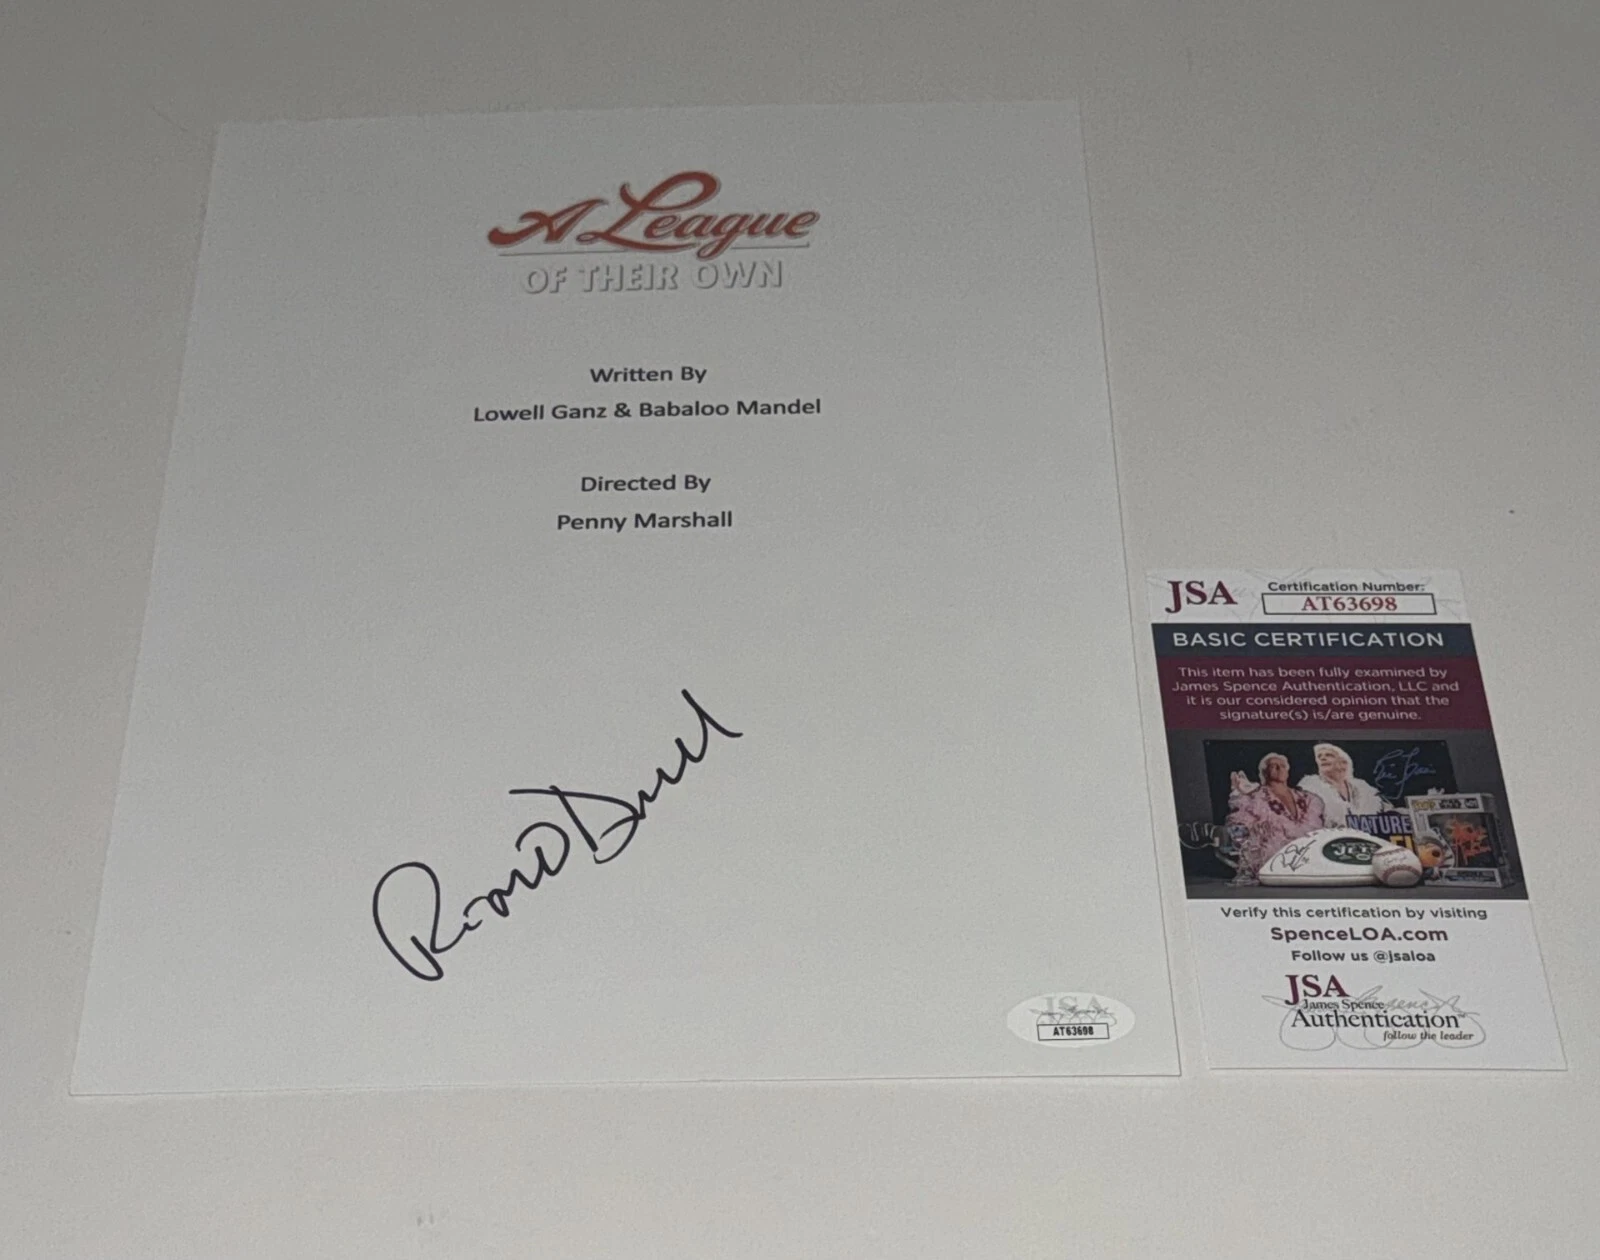 A League
OF THEIR OWN
Written By
Lowell Ganz & Babaloo Mandel
Directed By
Penny Marshall
JSA
AT63698
JSA
Certification Number:
AT63698
BASIC CERTIFICATION
This item has been fully examined by
James Spence Authentication, LLC and
it is our considered opinion that the
signature(s) is/are genuine.
NATURE
JETS
Verify this certification by visiting
SpenceLOA.com
Follow us @jsaloa
JSA
James Spence
Authentication™
follow the leader